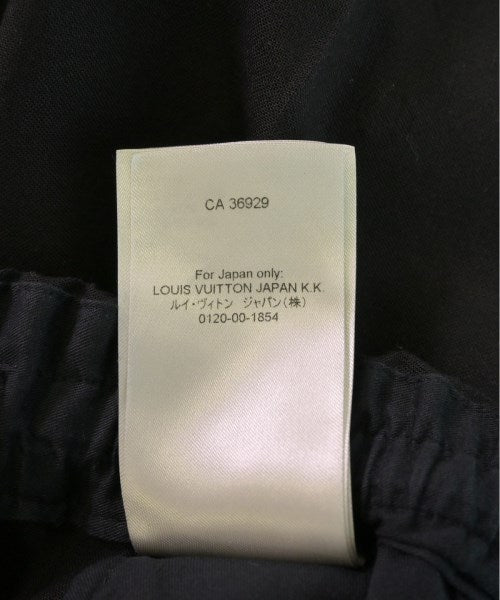 CA 36929
For Japan only:
LOUIS VUITTON JAPAN K.K.
ルイ・ヴィトン ジャパン(株)
0120-00-1854